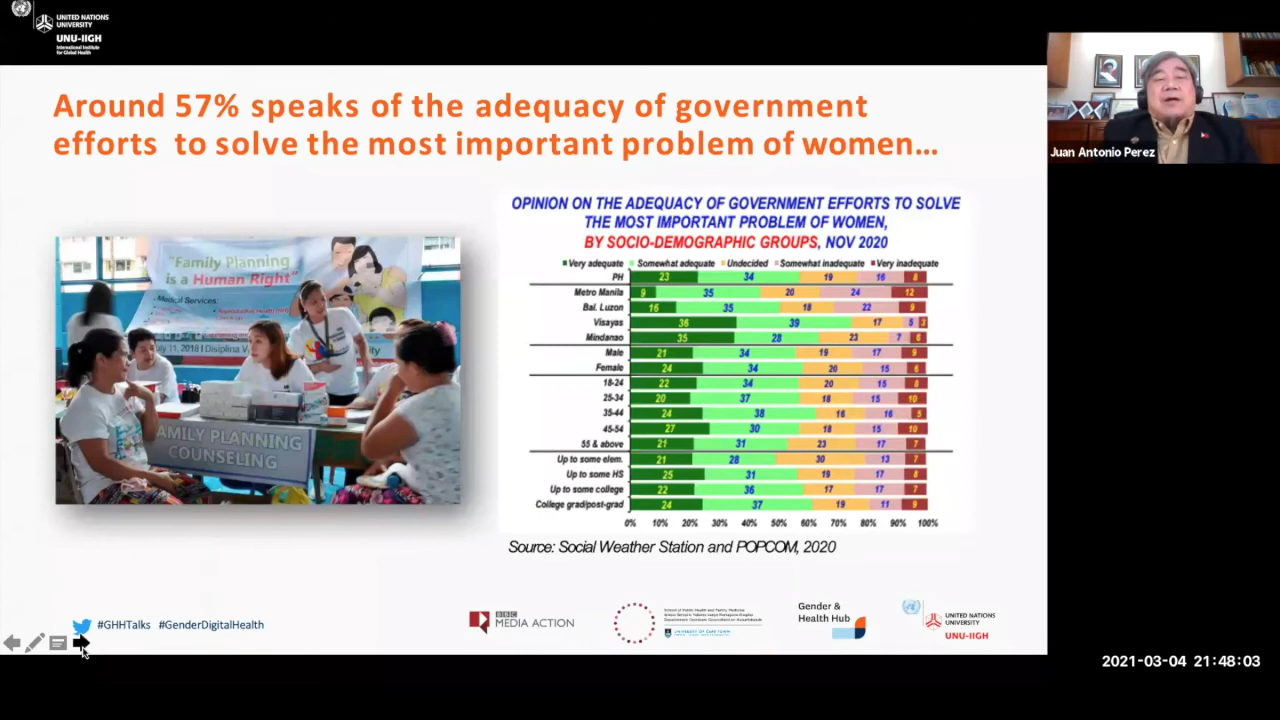 UNITED NATIONS
UNIVERSITY
UNU-IIGH
International Institute
for Global Health
Around 57% speaks of the adequacy of government
efforts to solve the most important problem of women…
Juan Antonio Perez
"Family Planning
is a Human Right"
Medical Services:
July 11, 2018 | Disiplina
FAMILY PLANNING
COUNSELING
OPINION ON THE ADEQUACY OF GOVERNMENT EFFORTS TO SOLVE
THE MOST IMPORTANT PROBLEM OF WOMEN,
BY SOCIO-DEMOGRAPHIC GROUPS, NOV 2020
Very adequate Somewhat adequate Undecided Somewhat inadequate Very inadequate
PH 23 34 19 16 8
Metro Manila 9 35 20 24 12
Bal. Luzon 16 35 18 22 9
Visayas 36 39 17 5 3
Mindanao 35 28 23 7 6
Male 21 34 19 17 9
Female 24 34 20 15 6
18-24 22 34 20 15 8
25-34 20 37 18 15 10
35-44 24 38 16 16 5
45-54 27 30 18 15 10
55 & above 21 31 23 17 7
Up to some elem. 21 28 30 13 7
Up to some HS 25 31 19 17 8
Up to some college 22 36 17 17 7
College grad/post-grad 24 37 19 11 9
0% 10% 20% 30% 40% 50% 60% 70% 80% 90% 100%
Source: Social Weather Station and POPCOM, 2020
#GHHTalks #GenderDigitalHealth
BBC
MEDIA ACTION
School of Public Health and Family Medicine
UNIVERSITY OF CAPE TOWN
Gender &
Health Hub
UNITED NATIONS
UNIVERSITY
UNU-IIGH
2021-03-04 21:48:03